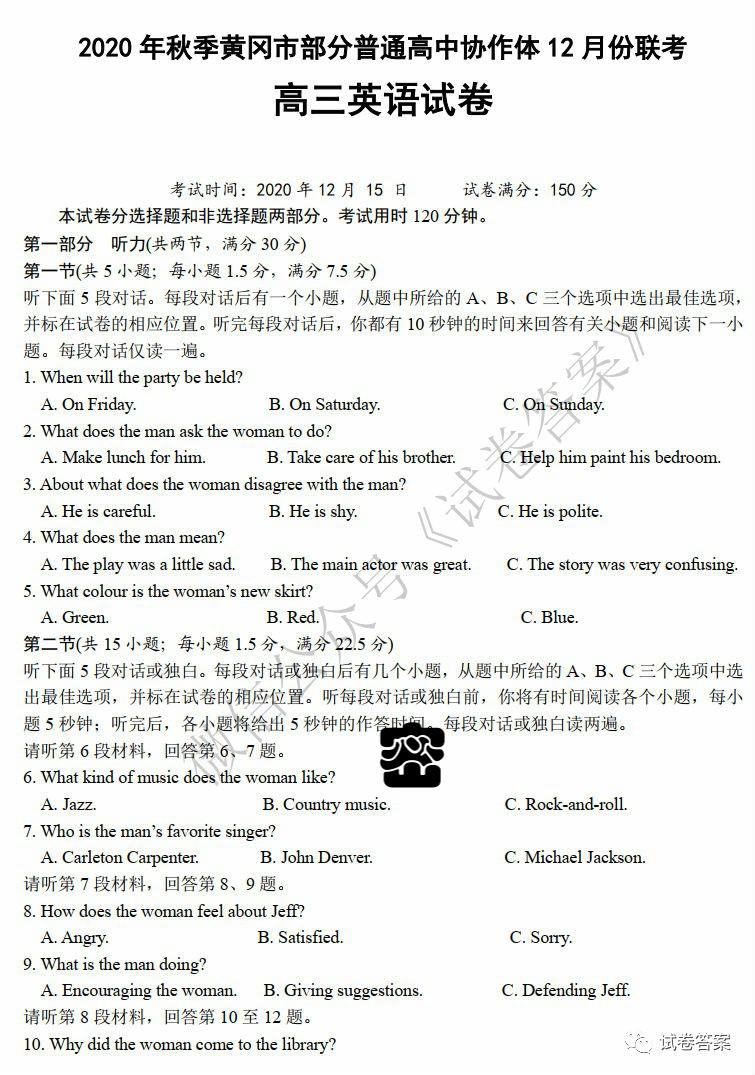 2020 年秋季黄冈市部分普通高中协作体 12 月份联考
高三英语试卷
考试时间：2020 年 12 月 15 日 试卷满分：150 分
本试卷分选择题和非选择题两部分。考试用时 120 分钟。
第一部分 听力(共两节，满分 30 分)
第一节(共 5 小题；每小题 1.5 分，满分 7.5 分)
听下面 5 段对话。每段对话后有一个小题，从题中所给的 A、B、C 三个选项中选出最佳选项，
并标在试卷的相应位置。听完每段对话后，你都有 10 秒钟的时间来回答有关小题和阅读下一小
题。每段对话仅读一遍。
1. When will the party be held?
A. On Friday. B. On Saturday. C. On Sunday.
2. What does the man ask the woman to do?
A. Make lunch for him. B. Take care of his brother. C. Help him paint his bedroom.
3. About what does the woman disagree with the man?
A. He is careful. B. He is shy. C. He is polite.
4. What does the man mean?
A. The play was a little sad. B. The main actor was great. C. The story was very confusing.
5. What colour is the woman's new skirt?
A. Green. B. Red. C. Blue.
第二节(共 15 小题；每小题 1.5 分，满分 22.5 分)
听下面 5 段对话或独白。每段对话或独白后有几个小题，从题中所给的 A、B、C 三个选项中选
出最佳选项，并标在试卷的相应位置。听每段对话或独白前，你将有时间阅读各个小题，每小
题 5 秒钟；听完后，各小题将给出 5 秒钟的作答时间。每段对话或独白读两遍。
请听第 6 段材料，回答第 6、7 题。
6. What kind of music does the woman like?
A. Jazz. B. Country music. C. Rock-and-roll.
7. Who is the man's favorite singer?
A. Carleton Carpenter. B. John Denver. C. Michael Jackson.
请听第 7 段材料，回答第 8、9 题。
8. How does the woman feel about Jeff?
A. Angry. B. Satisfied. C. Sorry.
9. What is the man doing?
A. Encouraging the woman. B. Giving suggestions. C. Defending Jeff.
请听第 8 段材料，回答第 10 至 12 题。
10. Why did the woman come to the library?
微信公众号《试卷答案》
答
试卷答案